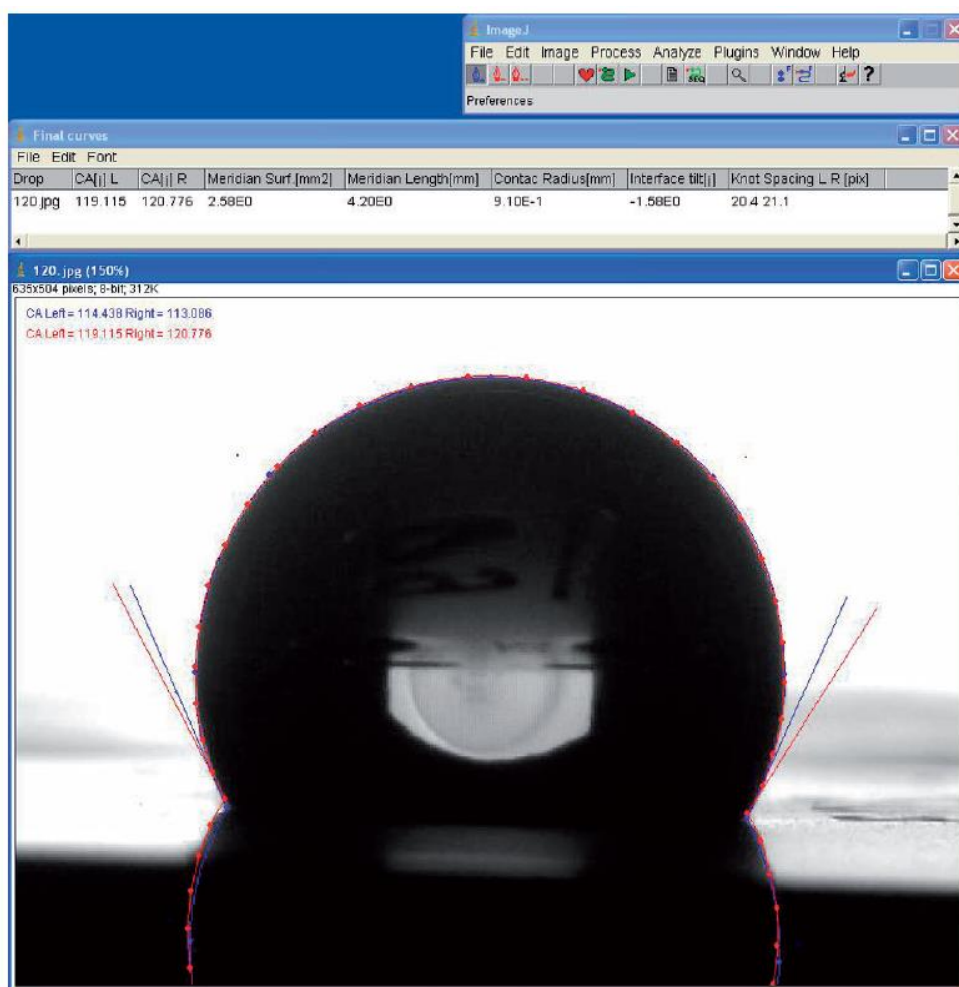 ImageJ
File Edit Image Process Analyze Plugins Window Help
SEQ F ?
Preferences
Final curves
File Edit Font
Drop CA[¡] L CA[¡] R Meridian Surf.[mm2] Meridian Length[mm] Contac Radius[mm] Interface tilt[¡] Knot Spacing L R [pix]
120.jpg 119.115 120.776 2.58E0 4.20E0 9.10E-1 -1.58E0 20.4 21.1
120.jpg (150%)
635x504 pixels; 8-bit; 312K
CA Left = 114.438 Right = 113.086
CA Left = 119.115 Right = 120.776